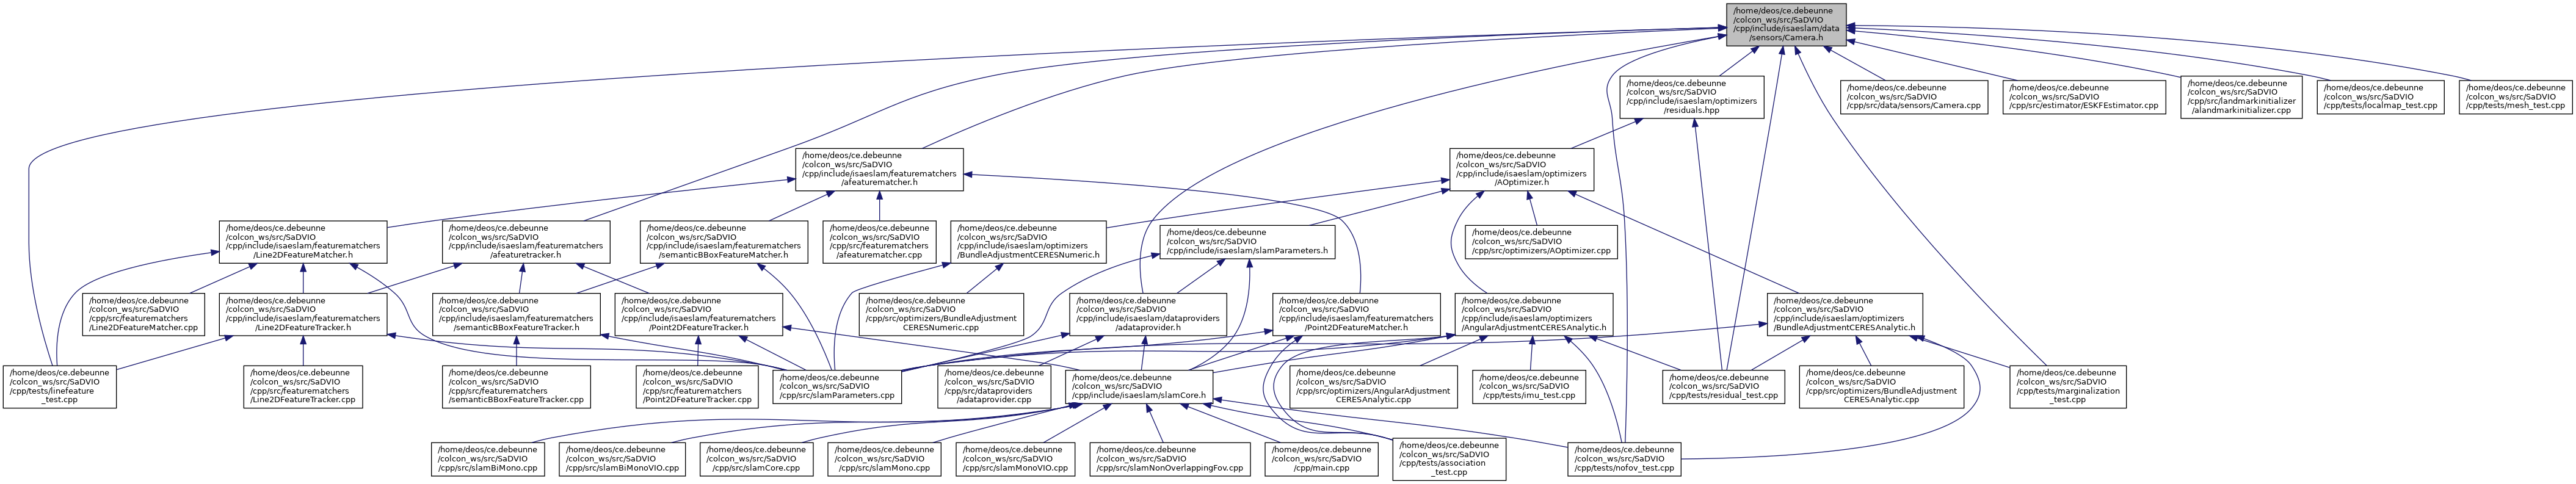 /home/deos/ce.debeunne
/colcon_ws/src/SaDVIO
/cpp/include/isaeslam/data
/sensors/Camera.h
/home/deos/ce.debeunne
/colcon_ws/src/SaDVIO
/cpp/include/isaeslam/optimizers
/residuals.hpp
/home/deos/ce.debeunne
/colcon_ws/src/SaDVIO
/cpp/src/data/sensors/Camera.cpp
/home/deos/ce.debeunne
/colcon_ws/src/SaDVIO
/cpp/src/estimator/ESKFEstimator.cpp
/home/deos/ce.debeunne
/colcon_ws/src/SaDVIO
/cpp/src/landmarkinitializer
/alandmarkinitializer.cpp
/home/deos/ce.debeunne
/colcon_ws/src/SaDVIO
/cpp/tests/localmap_test.cpp
/home/deos/ce.debeunne
/colcon_ws/src/SaDVIO
/cpp/tests/mesh_test.cpp
/home/deos/ce.debeunne
/colcon_ws/src/SaDVIO
/cpp/include/isaeslam/featurematchers
/afeaturematcher.h
/home/deos/ce.debeunne
/colcon_ws/src/SaDVIO
/cpp/include/isaeslam/optimizers
/AOptimizer.h
/home/deos/ce.debeunne
/colcon_ws/src/SaDVIO
/cpp/include/isaeslam/featurematchers
/Line2DFeatureMatcher.h
/home/deos/ce.debeunne
/colcon_ws/src/SaDVIO
/cpp/include/isaeslam/featurematchers
/afeaturetracker.h
/home/deos/ce.debeunne
/colcon_ws/src/SaDVIO
/cpp/include/isaeslam/featurematchers
/semanticBBoxFeatureMatcher.h
/home/deos/ce.debeunne
/colcon_ws/src/SaDVIO
/cpp/src/featurematchers
/afeaturematcher.cpp
/home/deos/ce.debeunne
/colcon_ws/src/SaDVIO
/cpp/include/isaeslam/optimizers
/BundleAdjustmentCERESNumeric.h
/home/deos/ce.debeunne
/colcon_ws/src/SaDVIO
/cpp/include/isaeslam/slamParameters.h
/home/deos/ce.debeunne
/colcon_ws/src/SaDVIO
/cpp/src/optimizers/AOptimizer.cpp
/home/deos/ce.debeunne
/colcon_ws/src/SaDVIO
/cpp/src/featurematchers
/Line2DFeatureMatcher.cpp
/home/deos/ce.debeunne
/colcon_ws/src/SaDVIO
/cpp/include/isaeslam/featurematchers
/Line2DFeatureTracker.h
/home/deos/ce.debeunne
/colcon_ws/src/SaDVIO
/cpp/include/isaeslam/featurematchers
/semanticBBoxFeatureTracker.h
/home/deos/ce.debeunne
/colcon_ws/src/SaDVIO
/cpp/include/isaeslam/featurematchers
/Point2DFeatureTracker.h
/home/deos/ce.debeunne
/colcon_ws/src/SaDVIO
/cpp/src/optimizers/BundleAdjustment
CERESNumeric.cpp
/home/deos/ce.debeunne
/colcon_ws/src/SaDVIO
/cpp/include/isaeslam/dataproviders
/adataprovider.h
/home/deos/ce.debeunne
/colcon_ws/src/SaDVIO
/cpp/include/isaeslam/featurematchers
/Point2DFeatureMatcher.h
/home/deos/ce.debeunne
/colcon_ws/src/SaDVIO
/cpp/include/isaeslam/optimizers
/AngularAdjustmentCERESAnalytic.h
/home/deos/ce.debeunne
/colcon_ws/src/SaDVIO
/cpp/include/isaeslam/optimizers
/BundleAdjustmentCERESAnalytic.h
/home/deos/ce.debeunne
/colcon_ws/src/SaDVIO
/cpp/tests/linefeature
_test.cpp
/home/deos/ce.debeunne
/colcon_ws/src/SaDVIO
/cpp/src/featurematchers
/Line2DFeatureTracker.cpp
/home/deos/ce.debeunne
/colcon_ws/src/SaDVIO
/cpp/src/featurematchers
/semanticBBoxFeatureTracker.cpp
/home/deos/ce.debeunne
/colcon_ws/src/SaDVIO
/cpp/src/featurematchers
/Point2DFeatureTracker.cpp
/home/deos/ce.debeunne
/colcon_ws/src/SaDVIO
/cpp/src/slamParameters.cpp
/home/deos/ce.debeunne
/colcon_ws/src/SaDVIO
/cpp/src/dataproviders
/adataprovider.cpp
/home/deos/ce.debeunne
/colcon_ws/src/SaDVIO
/cpp/include/isaeslam/slamCore.h
/home/deos/ce.debeunne
/colcon_ws/src/SaDVIO
/cpp/src/optimizers/AngularAdjustment
CERESAnalytic.cpp
/home/deos/ce.debeunne
/colcon_ws/src/SaDVIO
/cpp/tests/imu_test.cpp
/home/deos/ce.debeunne
/colcon_ws/src/SaDVIO
/cpp/tests/residual_test.cpp
/home/deos/ce.debeunne
/colcon_ws/src/SaDVIO
/cpp/src/optimizers/BundleAdjustment
CERESAnalytic.cpp
/home/deos/ce.debeunne
/colcon_ws/src/SaDVIO
/cpp/tests/marginalization
_test.cpp
/home/deos/ce.debeunne
/colcon_ws/src/SaDVIO
/cpp/src/slamBiMono.cpp
/home/deos/ce.debeunne
/colcon_ws/src/SaDVIO
/cpp/src/slamBiMonoVIO.cpp
/home/deos/ce.debeunne
/colcon_ws/src/SaDVIO
/cpp/src/slamCore.cpp
/home/deos/ce.debeunne
/colcon_ws/src/SaDVIO
/cpp/src/slamMono.cpp
/home/deos/ce.debeunne
/colcon_ws/src/SaDVIO
/cpp/src/slamMonoVIO.cpp
/home/deos/ce.debeunne
/colcon_ws/src/SaDVIO
/cpp/src/slamNonOverlappingFov.cpp
/home/deos/ce.debeunne
/colcon_ws/src/SaDVIO
/cpp/main.cpp
/home/deos/ce.debeunne
/colcon_ws/src/SaDVIO
/cpp/tests/association
_test.cpp
/home/deos/ce.debeunne
/colcon_ws/src/SaDVIO
/cpp/tests/nofov_test.cpp